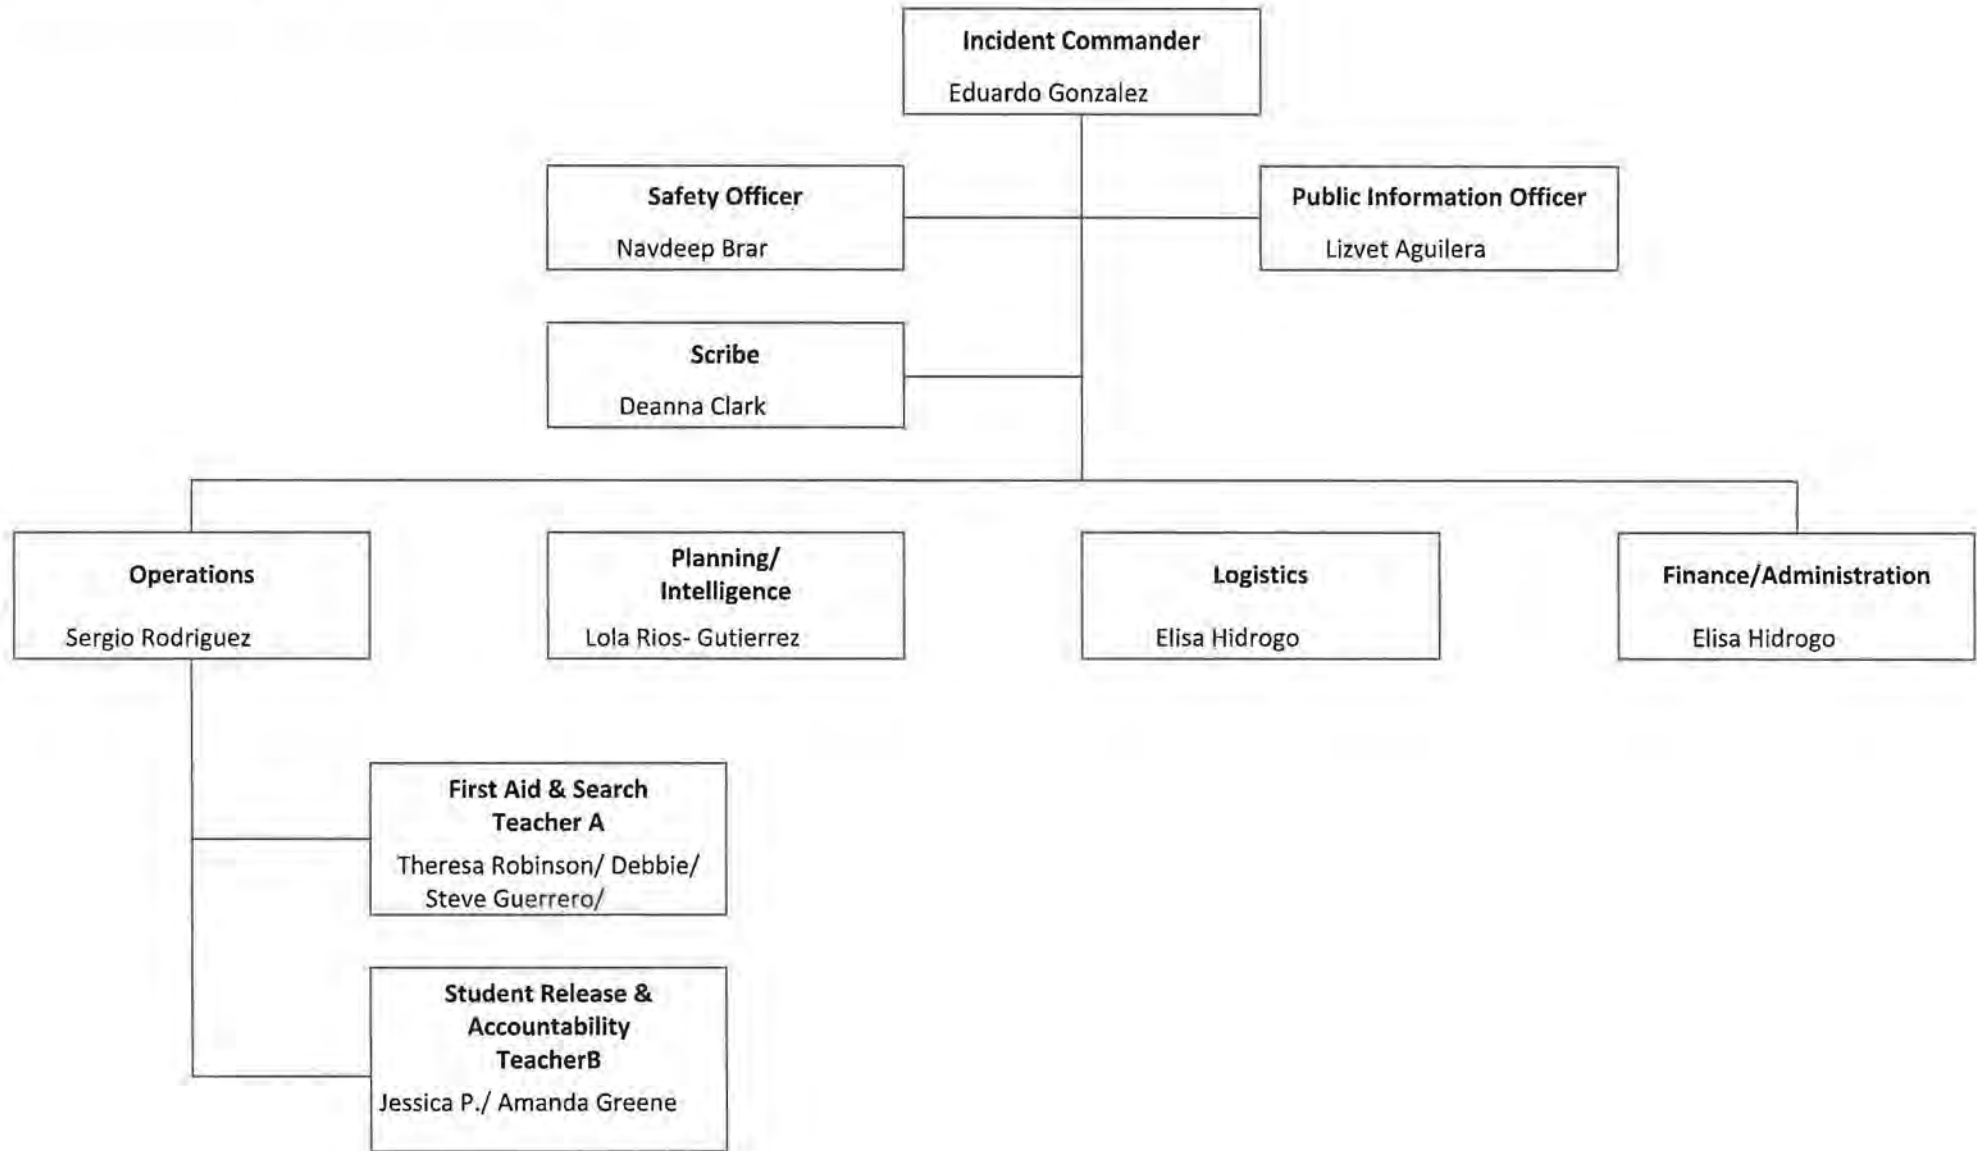 Incident Commander
Eduardo Gonzalez
Safety Officer
Navdeep Brar
Public Information Officer
Lizvet Aguilera
Scribe
Deanna Clark
Operations
Sergio Rodriguez
Planning/
Intelligence
Lola Rios- Gutierrez
Logistics
Elisa Hidrogo
Finance/Administration
Elisa Hidrogo
First Aid & Search
Teacher A
Theresa Robinson/ Debbie/
Steve Guerrero/
Student Release &
Accountability
TeacherB
Jessica P./ Amanda Greene